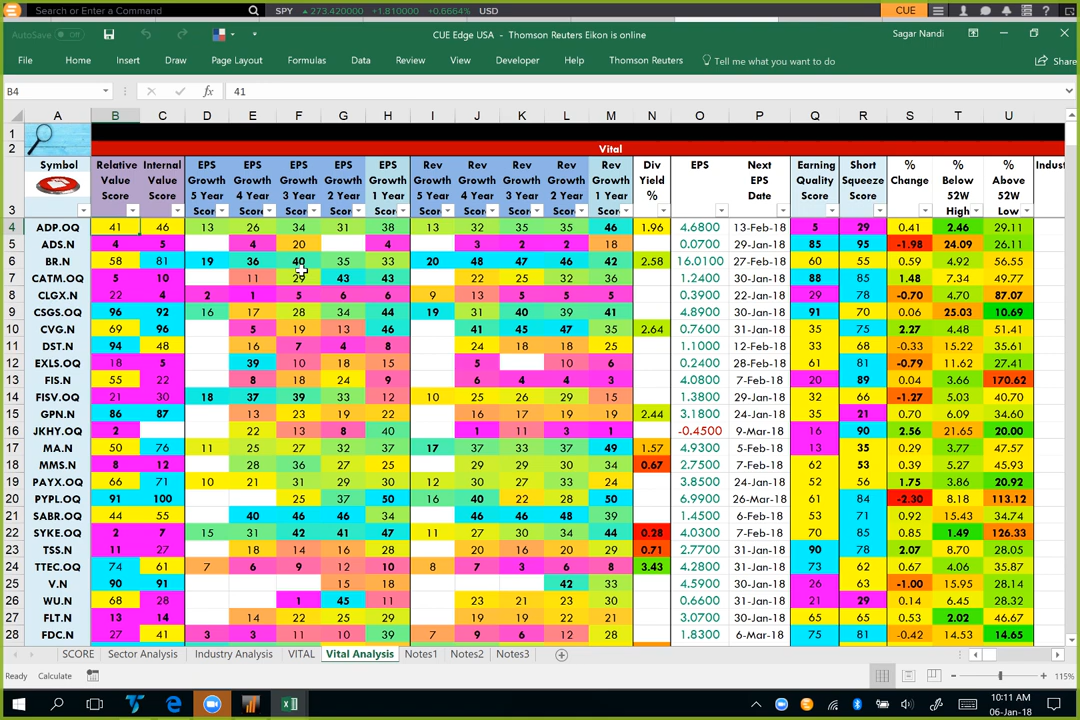 Search or Enter Command SPY 273.420000 +1.810000 +0.6664% USD CUE
AutoSave Off CUE Edge USA - Thomson Reuters Eikon is online Sagar Nandi
File Home Insert Draw Page Layout Formulas Data Review View Developer Help Thomson Reuters Tell me what you want to do Share
B4 fx 41
A B C D E F G H I J K L M N O P Q R S T U
1
2 Vital
3 Symbol Relative Value Score Internal Value Score EPS Growth 5 Year Score EPS Growth 4 Year Score EPS Growth 3 Year Score EPS Growth 2 Year Score EPS Growth 1 Year Score Rev Growth 5 Year Score Rev Growth 4 Year Score Rev Growth 3 Year Score Rev Growth 2 Year Score Rev Growth 1 Year Score Div Yield % EPS Next EPS Date Earning Quality Score Short Squeeze Score % Change % Below 52W High % Above 52W Low Indust
4 ADP.OQ 41 46 13 26 34 31 38 13 32 35 35 46 1.96 4.6800 13-Feb-18 5 29 0.41 2.46 29.11
5 ADS.N 4 5 4 20 4 3 2 2 18 0.0700 29-Jan-18 85 95 -1.98 24.09 26.11
6 BR.N 58 81 19 36 40 35 33 20 48 47 46 42 2.58 16.0100 27-Feb-18 60 55 0.59 4.92 56.55
7 CATM.OQ 5 10 11 29 43 43 22 25 32 36 1.2400 30-Jan-18 88 85 1.48 7.34 49.77
8 CLGX.N 22 4 2 1 5 6 6 9 13 5 5 5 0.3900 22-Jan-18 29 78 -0.70 4.70 87.07
9 CSGS.OQ 96 92 16 17 28 34 44 19 31 40 39 41 4.8900 30-Jan-18 91 70 0.06 25.03 10.69
10 CVG.N 69 96 5 19 13 46 41 45 47 35 2.64 0.7600 31-Jan-18 35 75 2.27 4.48 51.41
11 DST.N 94 48 16 7 4 8 24 18 18 25 1.1000 12-Feb-18 33 68 -0.33 15.22 35.61
12 EXLS.OQ 18 5 39 10 18 15 5 10 6 0.2400 28-Feb-18 61 81 -0.79 11.62 27.41
13 FIS.N 55 22 8 18 24 9 6 4 4 3 4.0800 7-Feb-18 20 89 0.04 3.66 170.62
14 FISV.OQ 21 30 18 37 39 33 12 10 25 26 29 15 1.3800 29-Jan-18 32 66 -1.27 5.03 40.70
15 GPN.N 86 87 13 23 19 22 16 17 19 19 2.44 3.1800 24-Jan-18 35 21 0.70 6.09 34.60
16 JKHY.OQ 2 22 13 8 40 1 11 3 1 -0.4500 9-Mar-18 16 90 2.56 21.65 20.00
17 MA.N 50 76 11 25 27 32 37 17 37 33 37 49 1.57 4.9300 5-Feb-18 13 35 0.29 3.77 47.57
18 MMS.N 8 12 28 36 27 25 29 29 30 34 0.67 2.7500 7-Feb-18 62 53 0.39 5.27 45.93
19 PAYX.OQ 66 71 10 21 31 29 30 12 30 27 33 24 3.8500 24-Jan-18 52 56 1.75 3.86 20.92
20 PYPL.OQ 91 100 25 37 50 16 40 22 28 50 6.9900 26-Mar-18 61 84 -2.30 8.18 113.12
21 SABR.OQ 44 55 40 46 46 34 46 46 48 39 1.4500 6-Feb-18 53 71 0.92 15.43 34.74
22 SYKE.OQ 2 7 15 31 42 41 47 11 27 30 34 44 0.28 4.0300 7-Feb-18 70 85 0.85 1.49 126.33
23 TSS.N 11 27 18 14 16 28 20 16 20 29 0.71 2.7700 31-Jan-18 90 78 2.07 8.70 28.05
24 TTEC.OQ 74 61 7 6 9 12 10 8 7 3 6 8 3.43 4.2800 31-Jan-18 73 62 0.67 4.06 35.87
25 V.N 90 91 15 18 42 33 4.5900 31-Jan-18 26 63 -1.00 15.95 28.14
26 WU.N 68 28 1 45 11 23 21 23 30 0.6600 31-Jan-18 21 29 0.14 6.45 28.32
27 FLT.N 13 14 14 22 25 29 19 19 22 21 3.0700 31-Jan-18 65 65 0.53 2.02 46.67
28 FDC.N 27 41 3 3 11 10 39 7 9 6 12 28 1.8300 6-Mar-18 75 81 -0.42 14.53 14.65
SCORE Sector Analysis Industry Analysis VITAL Vital Analysis Notes1 Notes2 Notes3
Ready Calculate 115%
10:11 AM
06-Jan-18